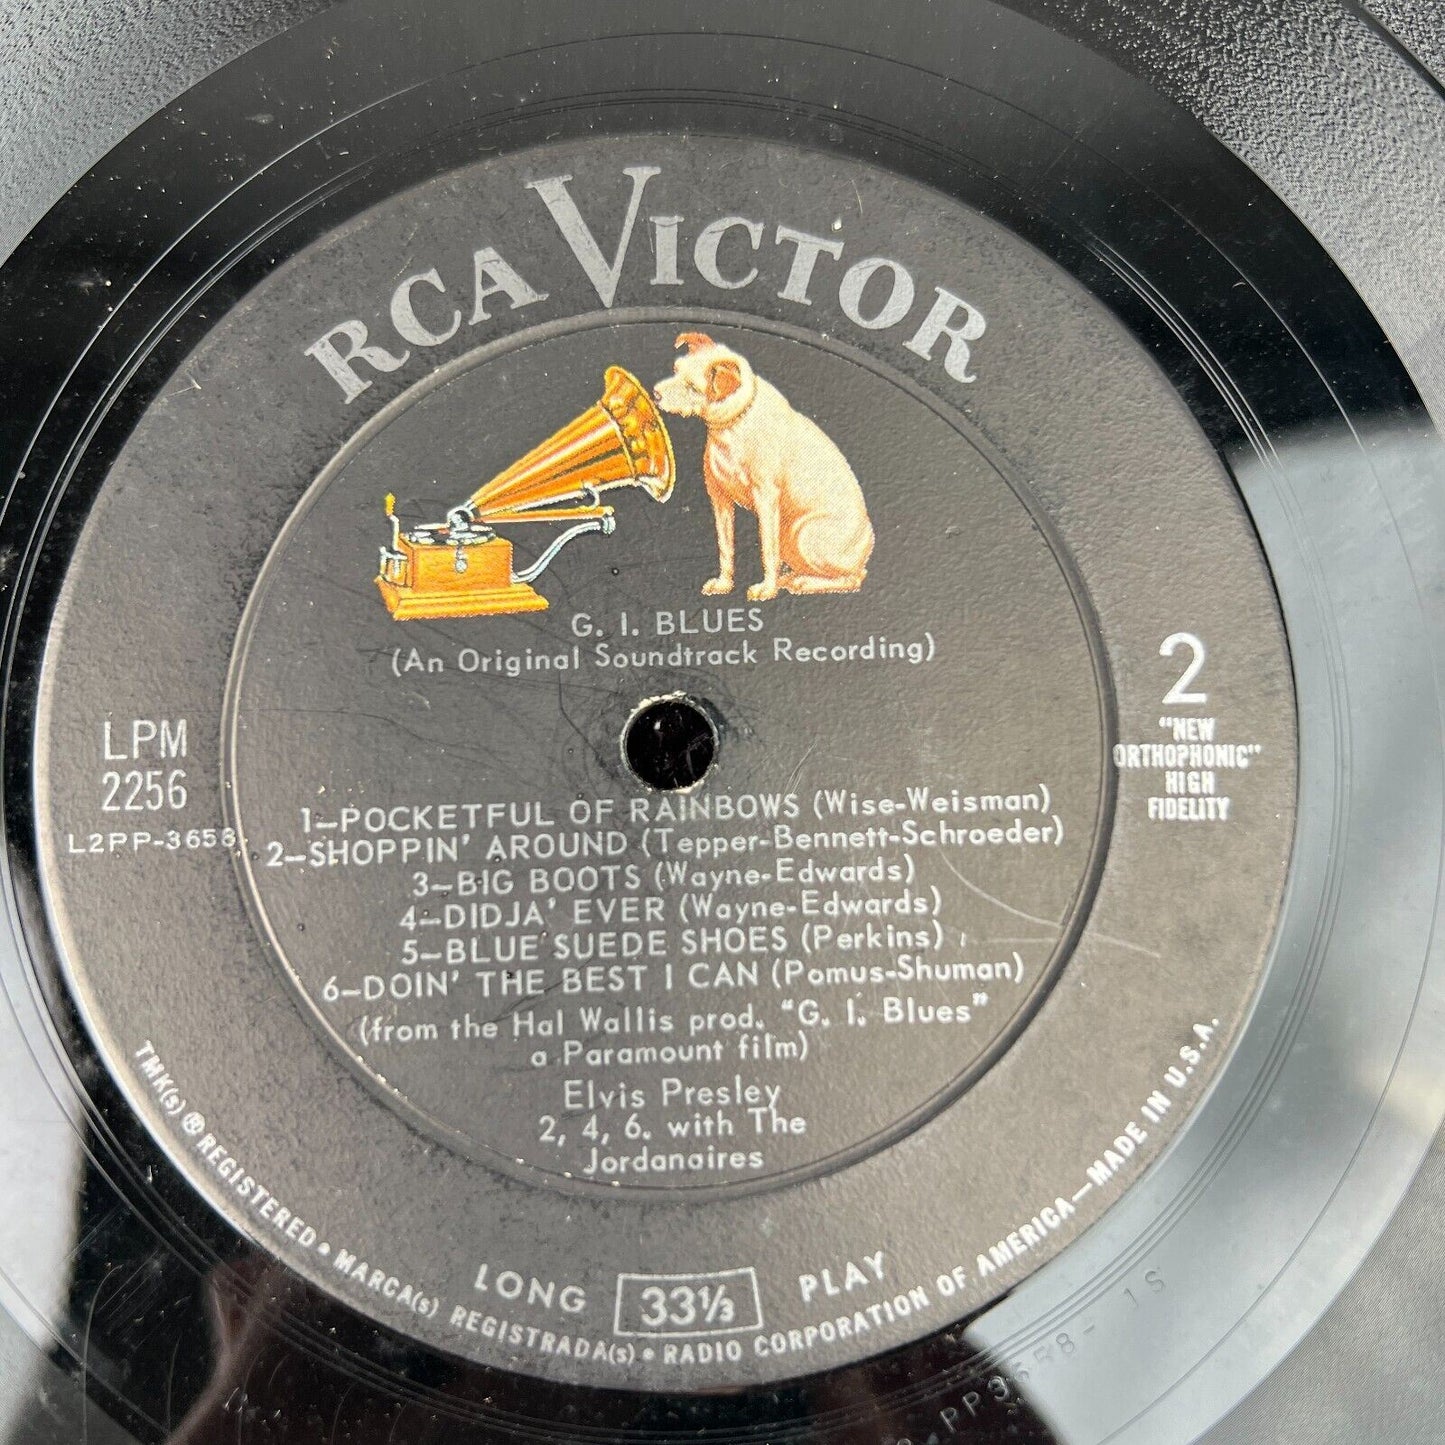 RCA VICTOR
G. I. BLUES
(An Original Soundtrack Recording)
LPM
2256
L2PP-3658
2
"NEW
ORTHOPHONIC"
HIGH
FIDELITY
1—POCKETFUL OF RAINBOWS (Wise-Weisman)
2—SHOPPIN' AROUND (Tepper-Bennett-Schroeder)
3—BIG BOOTS (Wayne-Edwards)
4—DIDJA' EVER (Wayne-Edwards)
5—BLUE SUEDE SHOES (Perkins)
6—DOIN' THE BEST I CAN (Pomus-Shuman)
(from the Hal Wallis prod. "G. I. Blues"
a Paramount film)
Elvis Presley
2, 4, 6. with The
Jordanaires
LONG 33⅓ PLAY
TMK(s) ® REGISTERED • MARCA(s) REGISTRADA(s) • RADIO CORPORATION OF AMERICA—MADE IN U.S.A.